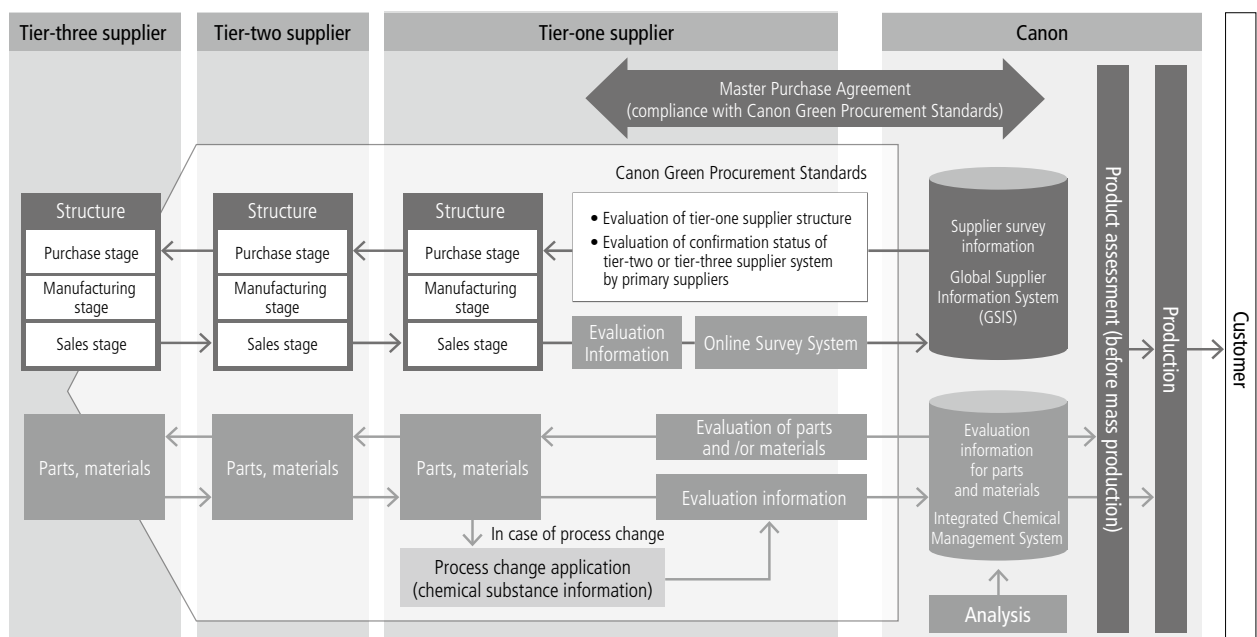 Tier-three supplier
Tier-two supplier
Tier-one supplier
Canon
Master Purchase Agreement
(compliance with Canon Green Procurement Standards)
Canon Green Procurement Standards
Structure
Purchase stage
Manufacturing
stage
Sales stage
Structure
Purchase stage
Manufacturing
stage
Sales stage
Structure
Purchase stage
Manufacturing
stage
Sales stage
• Evaluation of tier-one supplier structure
• Evaluation of confirmation status of
tier-two or tier-three supplier system
by primary suppliers
Evaluation
Information
Online Survey System
Supplier survey
information
Global Supplier
Information System
(GSIS)
Parts, materials
Parts, materials
Parts, materials
Evaluation of parts
and /or materials
Evaluation information
In case of process change
Process change application
(chemical substance information)
Evaluation
information
for parts
and materials
Integrated Chemical
Management System
Analysis
Product assessment (before mass production)
Production
Customer